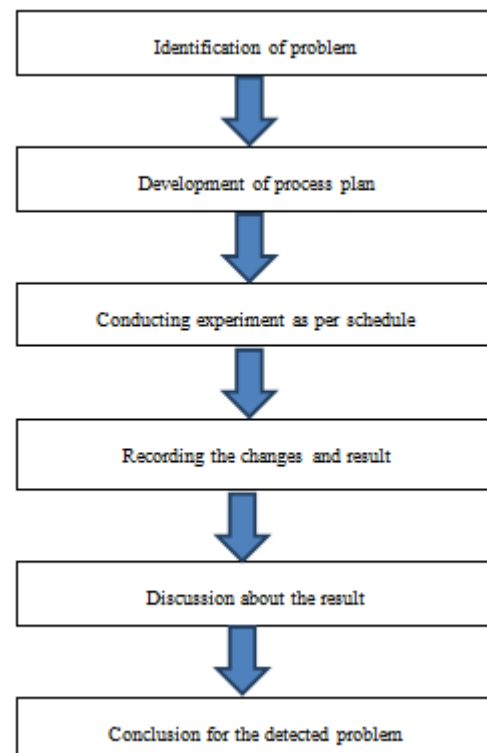 Identification of problem
Development of process plan
Conducting experiment as per schedule
Recording the changes and result
Discussion about the result
Conclusion for the detected problem